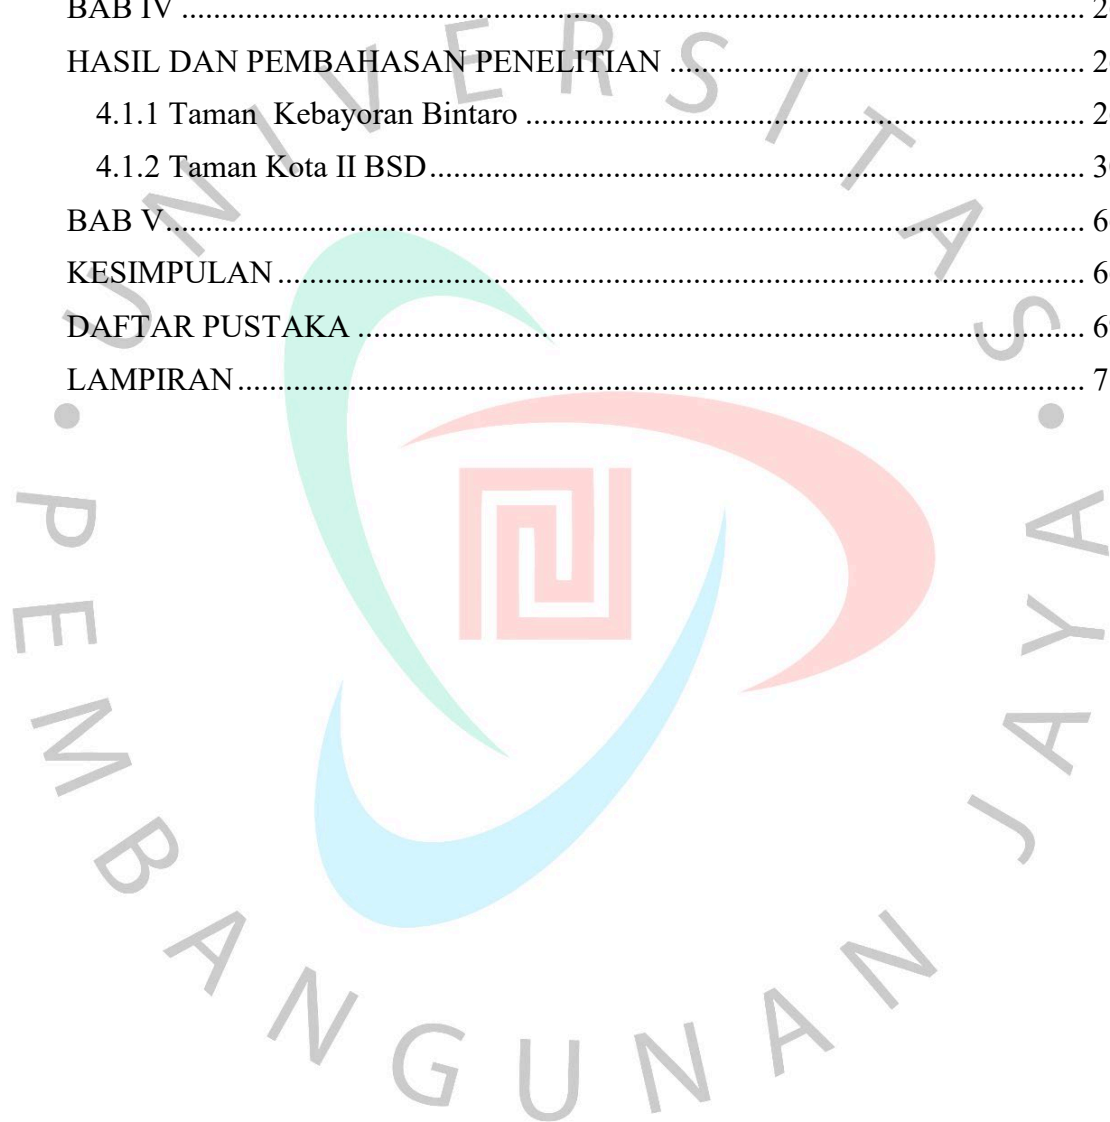 BAB IV ........................................................................................................ 2
HASIL DAN PEMBAHASAN PENELITIAN ................................................ 2
4.1.1 Taman Kebayoran Bintaro ................................................................ 2
4.1.2 Taman Kota II BSD ........................................................................... 3
BAB V ......................................................................................................... 6
KESIMPULAN ............................................................................................ 6
DAFTAR PUSTAKA ................................................................................... 6
LAMPIRAN ................................................................................................. 7
UNIVERSITAS
PEMBANGUNAN JAYA